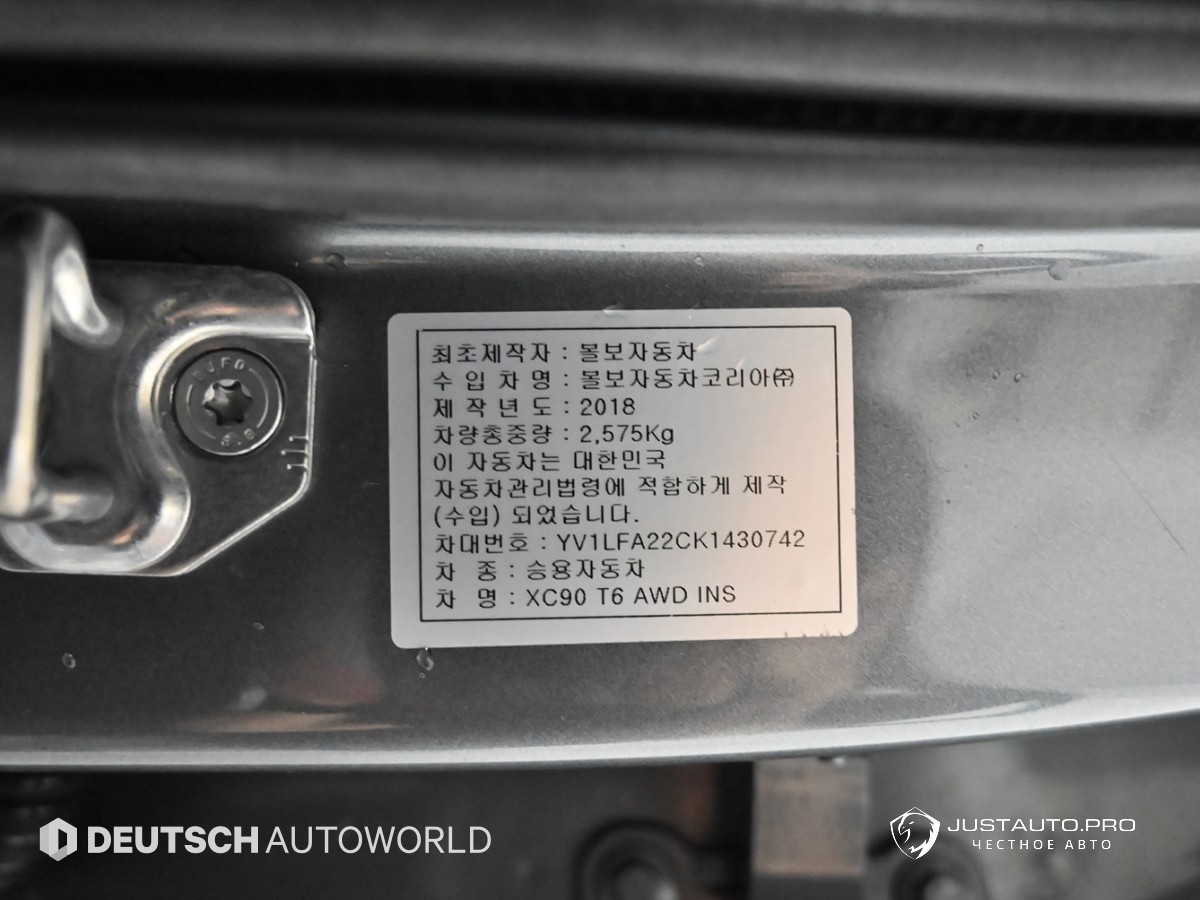 최초제작자 : 볼보자동차
수 입 차 명 : 볼보자동차코리아㈜
제 작 년 도 : 2018
차량총중량 : 2,575Kg
이 자동차는 대한민국
자동차관리법령에 적합하게 제작
(수입) 되었습니다.
차대번호 : YV1LFA22CK1430742
차 종 : 승용자동차
차 명 : XC90 T6 AWD INS
DEUTSCH AUTOWORLD
JUSTAUTO.PRO
ЧЕСТНОЕ АВТО